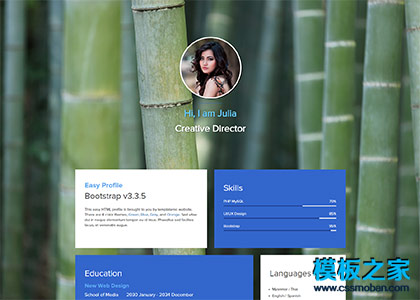 Hi, I am Julia
Creative Director
Easy Profile
Bootstrap v3.3.5
This easy HTML profile is brought to you by templatemo website. There are 4 color themes, Green, Blue, Gray, and Orange. Sed vitae dui in neque elementum tempus eu id risus. Phasellus sed finibus lacus in venenatis augue.
Skills
PHP MySQL 70%
UI/UX Design 85%
Bootstrap 95%
Education
New Web Design
School of Media 2030 January - 2034 December
Languages
Myanmar / Thai
English / Spanish
模板之家
www.cssmoban.com